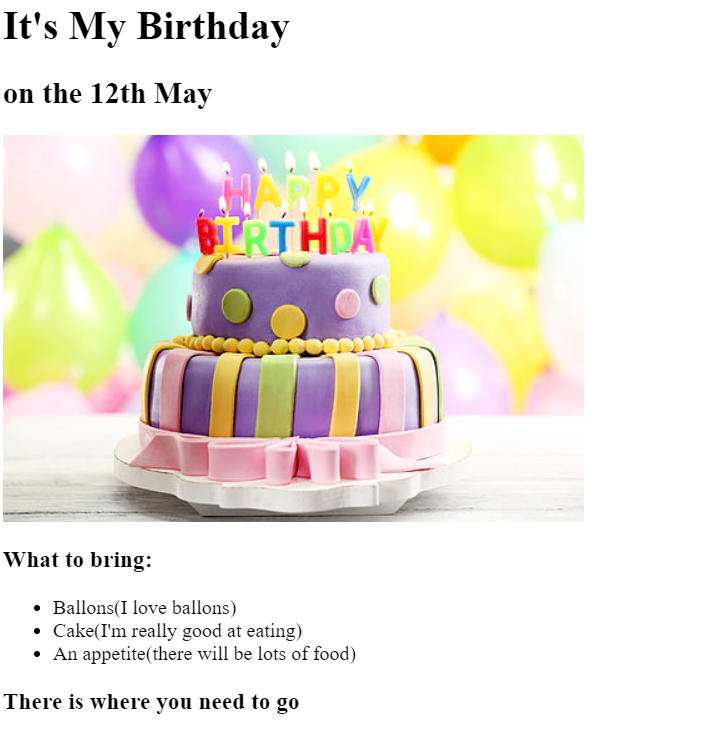 It's My Birthday
on the 12th May
HAPPY
BIRTHDAY
What to bring:
Ballons(I love ballons)
Cake(I'm really good at eating)
An appetite(there will be lots of food)
There is where you need to go